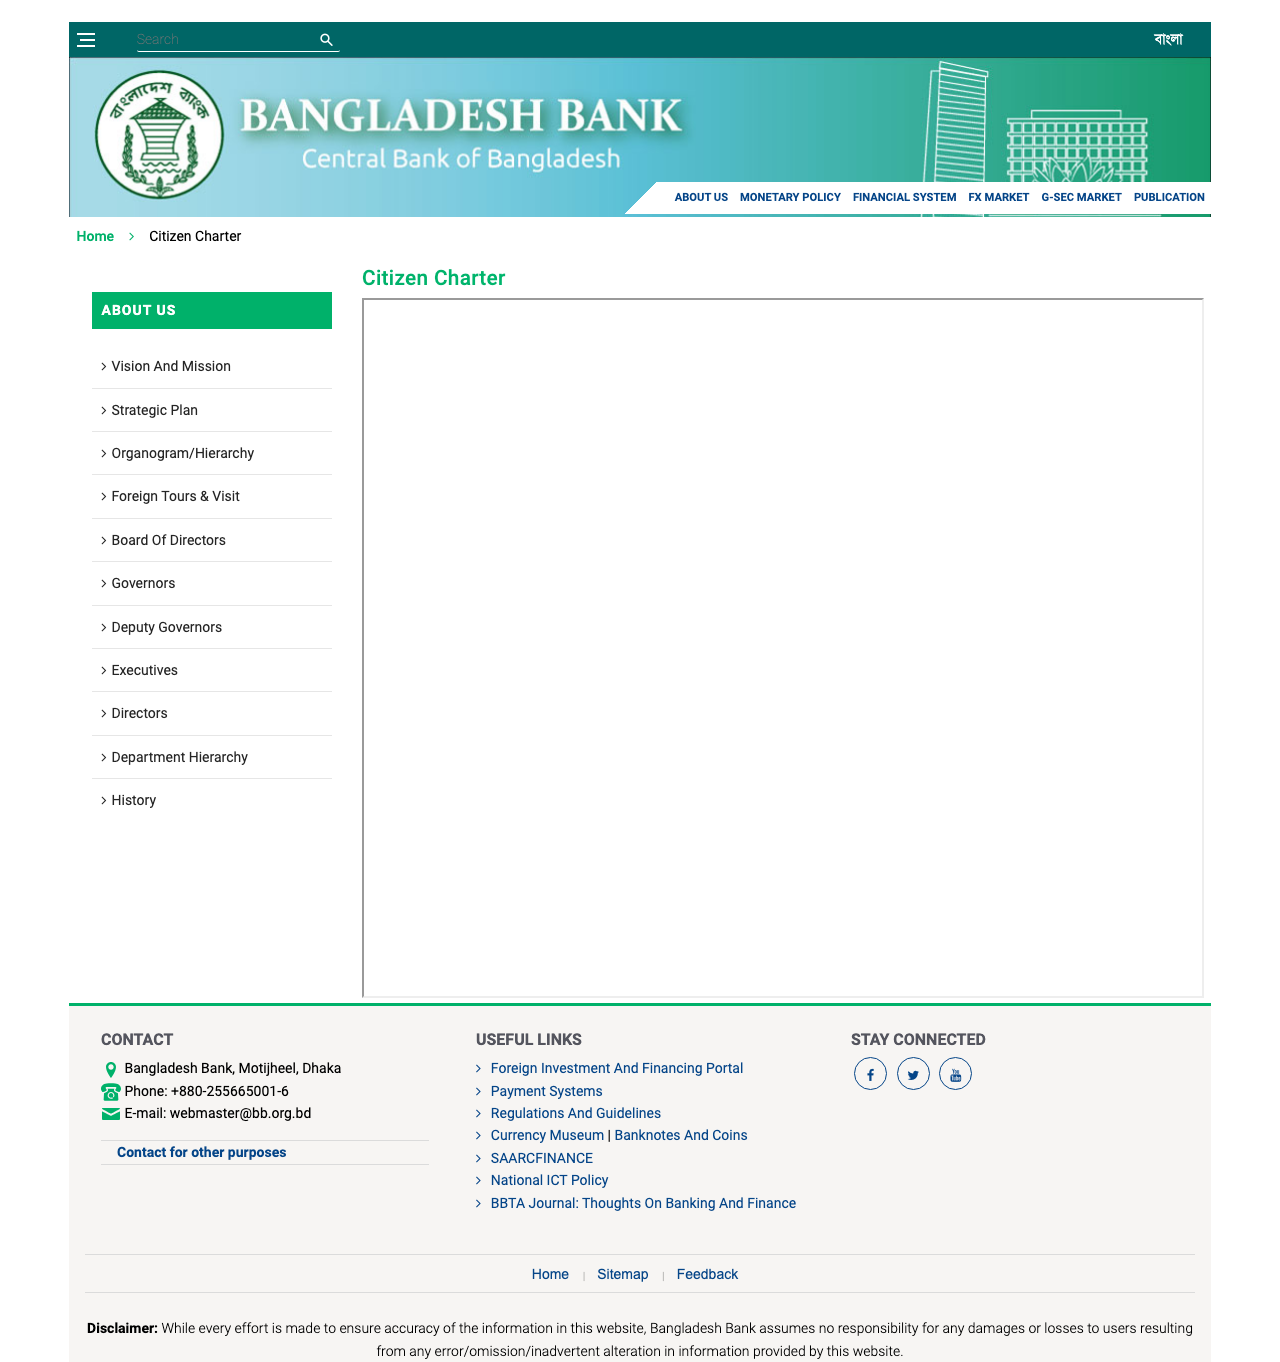 Search
বাংলা
বাংলাদেশ ব্যাংক
BANGLADESH BANK
Central Bank of Bangladesh
ABOUT US MONETARY POLICY FINANCIAL SYSTEM FX MARKET G-SEC MARKET PUBLICATION
Home Citizen Charter
Citizen Charter
ABOUT US
Vision And Mission
Strategic Plan
Organogram/Hierarchy
Foreign Tours & Visit
Board Of Directors
Governors
Deputy Governors
Executives
Directors
Department Hierarchy
History
CONTACT
Bangladesh Bank, Motijheel, Dhaka
Phone: +880-255665001-6
E-mail: webmaster@bb.org.bd
Contact for other purposes
USEFUL LINKS
Foreign Investment And Financing Portal
Payment Systems
Regulations And Guidelines
Currency Museum | Banknotes And Coins
SAARCFINANCE
National ICT Policy
BBTA Journal: Thoughts On Banking And Finance
STAY CONNECTED
Home | Sitemap | Feedback
Disclaimer: While every effort is made to ensure accuracy of the information in this website, Bangladesh Bank assumes no responsibility for any damages or losses to users resulting
from any error/omission/inadvertent alteration in information provided by this website.